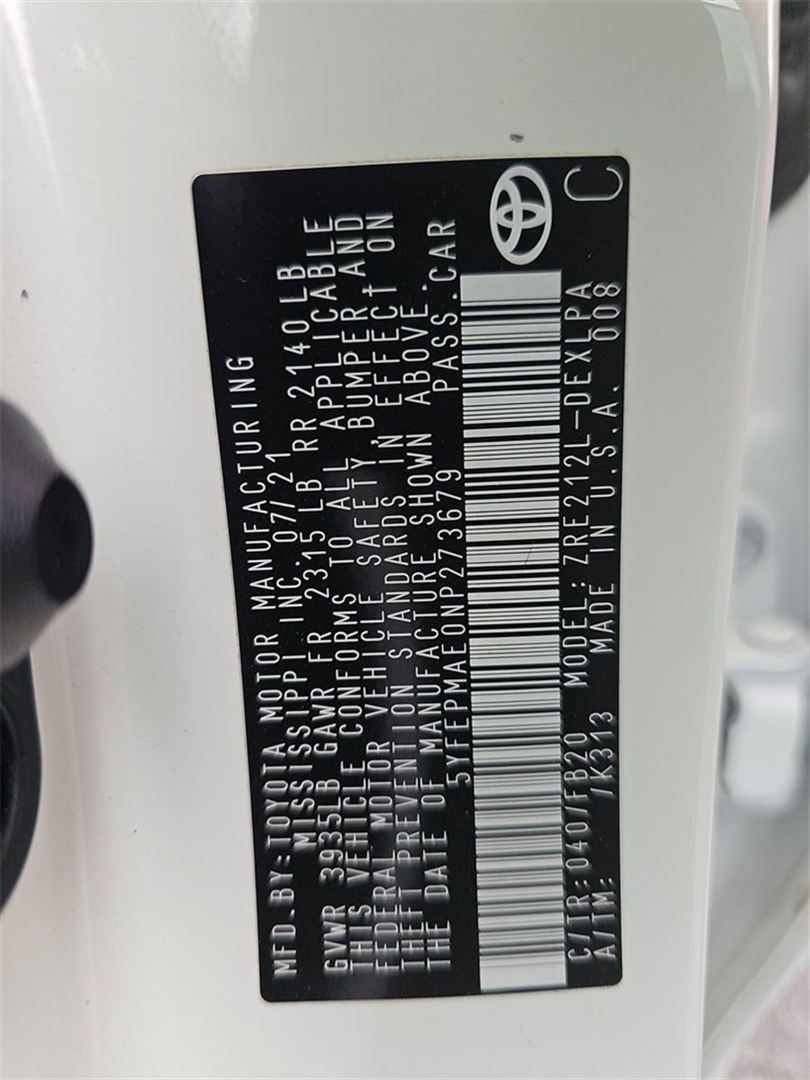 MFD.BY:TOYOTA MOTOR MANUFACTURING
MISSISSIPPI INC. 07/21
GVWR 3935LB GAWR FR 2315 LB RR 2140 LB
THIS VEHICLE CONFORMS TO ALL APPLICABLE
FEDERAL MOTOR VEHICLE SAFETY, BUMPER, AND
THEFT PREVENTION STANDARDS IN EFFECT ON
THE DATE OF MANUFACTURE SHOWN ABOVE.
5YFEPMAE0NP273679 PASS.CAR
C/TR: 040/FB20 MODEL: ZRE212L-DEXLPA
A/TM: /K313 MADE IN U.S.A. 008
C